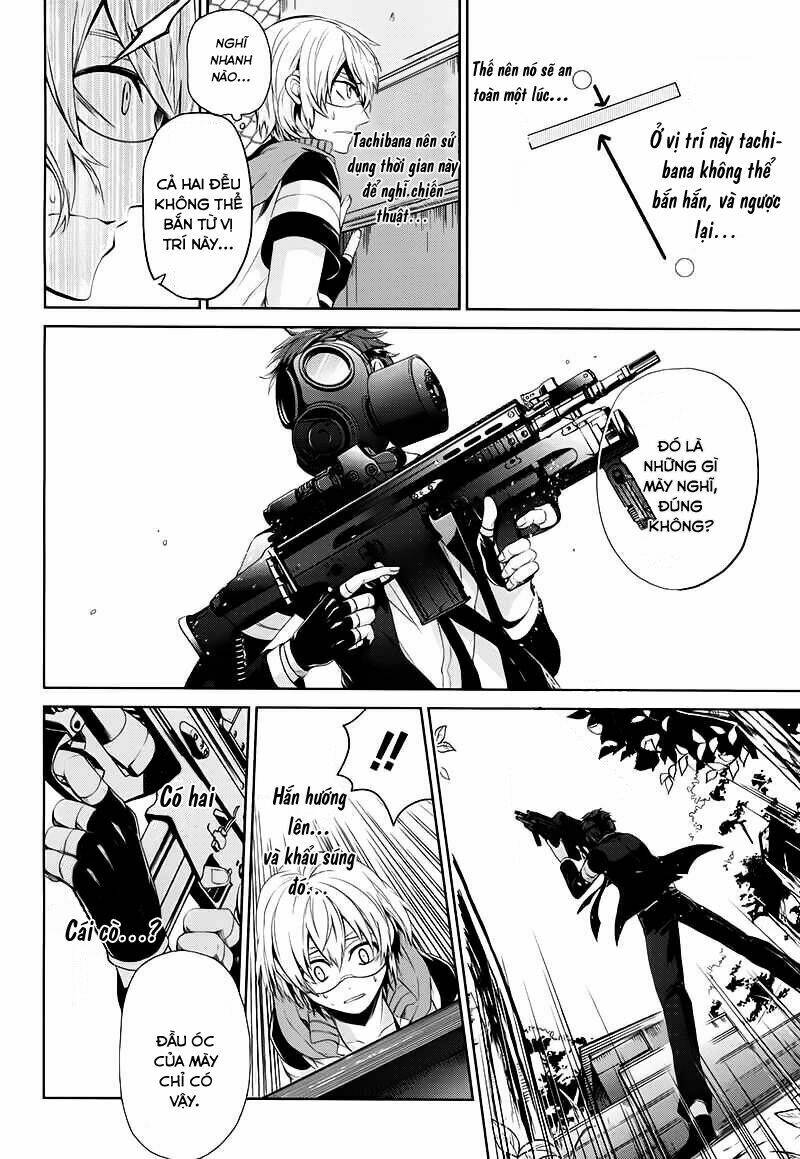 Thế nên nó sẽ an
toàn một lúc...
Ở vị trí này tachi-
bana không thể
bắn hắn, và ngược
lại...
NGHĨ
NHANH
NÀO...
Tachibana nên sử
dụng thời gian này
để nghĩ chiến
thuật...
CẢ HAI ĐỀU
KHÔNG THỂ
BẮN TỪ VỊ
TRÍ NÀY...
ĐÓ LÀ
NHỮNG GÌ
MÀY NGHĨ,
ĐÚNG
KHÔNG?
!!
Hắn hướng
lên...
và khẩu súng
đó...
Có hai
Cái cò...?
ĐẦU ÓC
CỦA MÀY
CHỈ CÓ
VẬY.